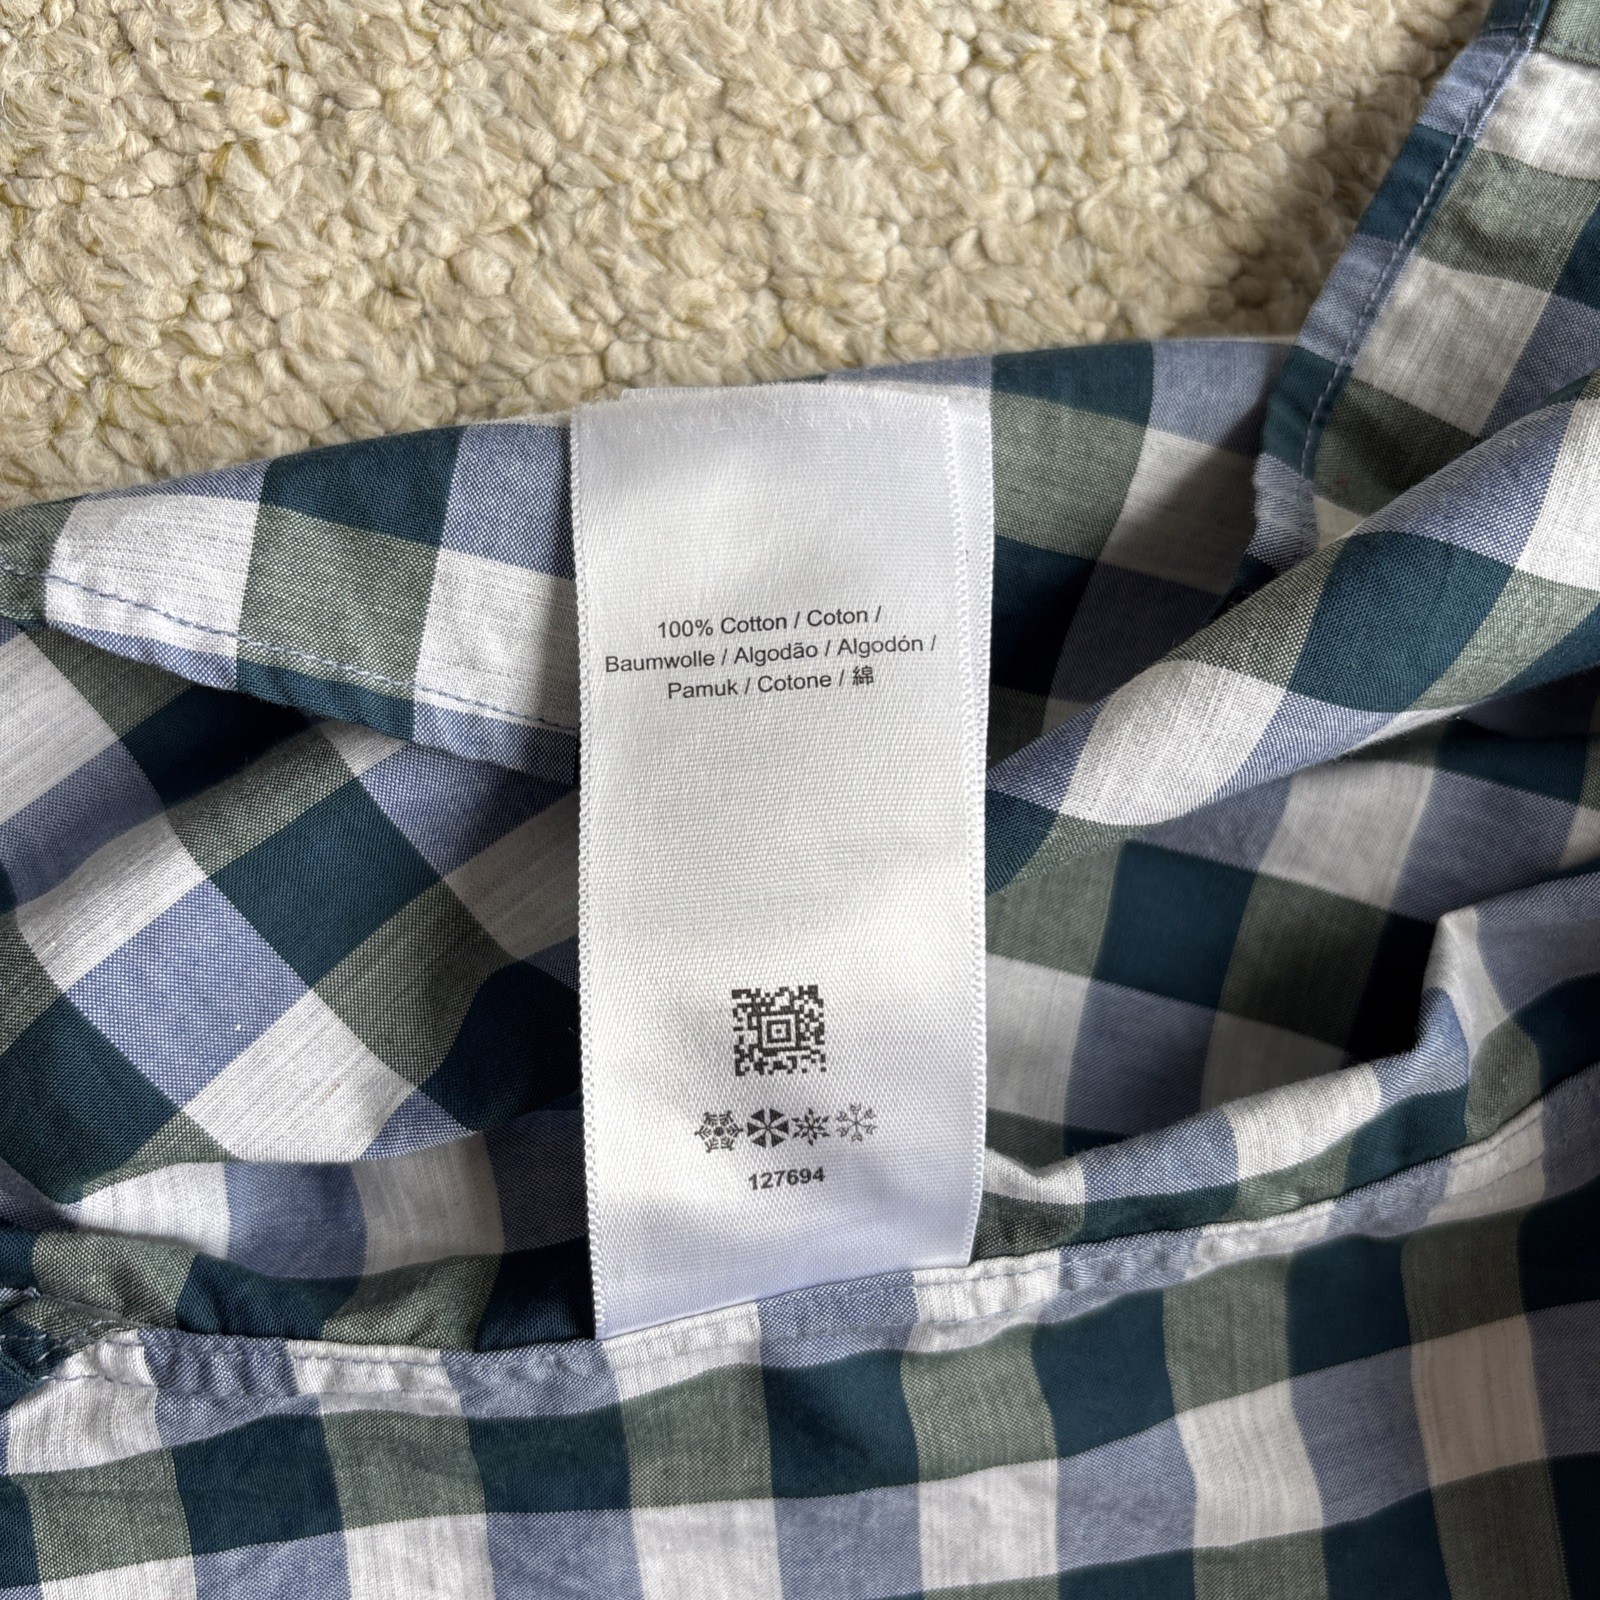 100% Cotton / Coton /
Baumwolle / Algodão / Algodón /
Pamuk / Cotone / 綿
127694